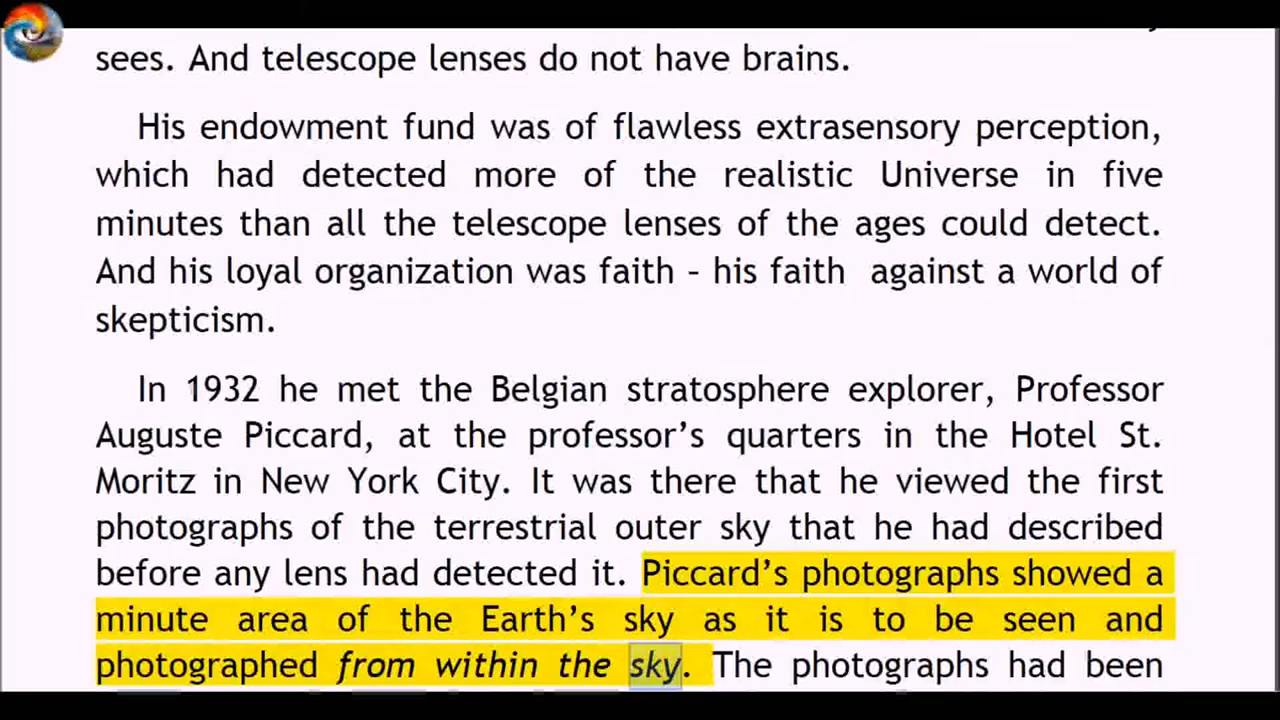 sees. And telescope lenses do not have brains.
His endowment fund was of flawless extrasensory perception,
which had detected more of the realistic Universe in five
minutes than all the telescope lenses of the ages could detect.
And his loyal organization was faith – his faith against a world of
skepticism.
In 1932 he met the Belgian stratosphere explorer, Professor
Auguste Piccard, at the professor’s quarters in the Hotel St.
Moritz in New York City. It was there that he viewed the first
photographs of the terrestrial outer sky that he had described
before any lens had detected it. Piccard’s photographs showed a
minute area of the Earth’s sky as it is to be seen and
photographed from within the sky. The photographs had been